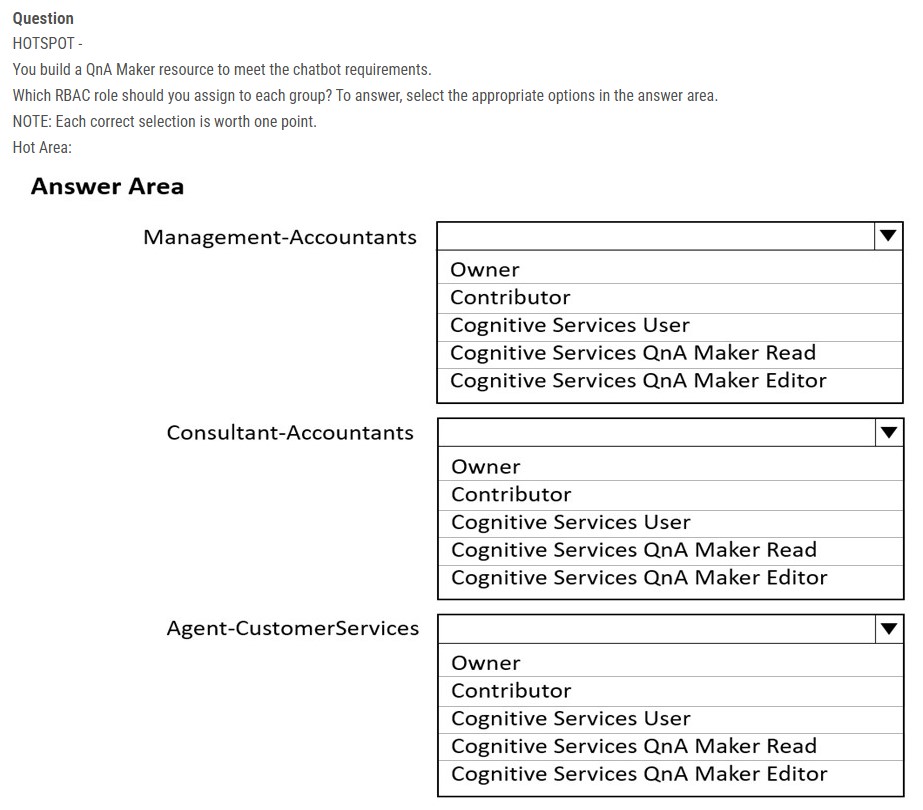 Question
HOTSPOT -
You build a QnA Maker resource to meet the chatbot requirements.
Which RBAC role should you assign to each group? To answer, select the appropriate options in the answer area.
NOTE: Each correct selection is worth one point.
Hot Area:
Answer Area
Management-Accountants
Owner
Contributor
Cognitive Services User
Cognitive Services QnA Maker Read
Cognitive Services QnA Maker Editor
Consultant-Accountants
Owner
Contributor
Cognitive Services User
Cognitive Services QnA Maker Read
Cognitive Services QnA Maker Editor
Agent-CustomerServices
Owner
Contributor
Cognitive Services User
Cognitive Services QnA Maker Read
Cognitive Services QnA Maker Editor